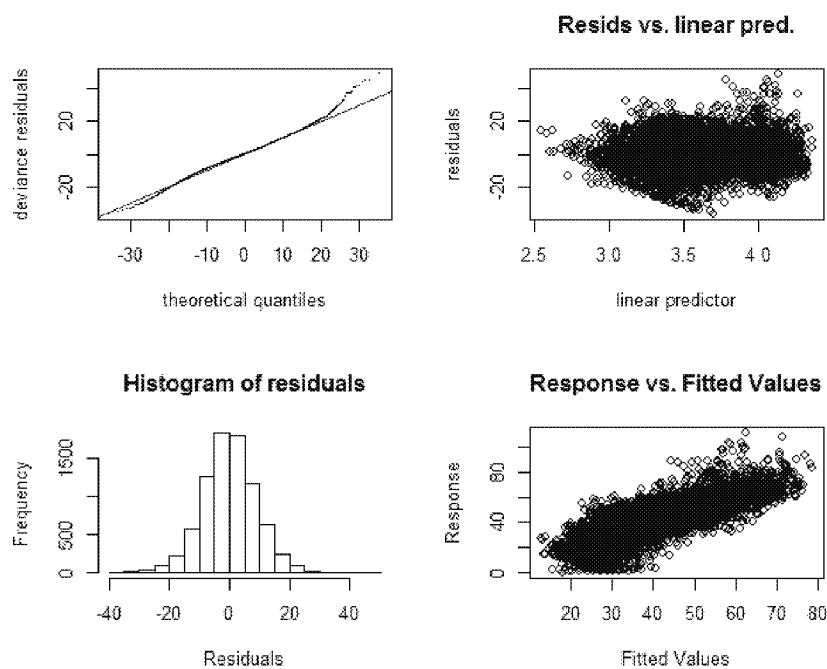 deviance residuals
20
-20
-30
-10
0
10
20
30
theoretical quantiles
Resids vs. linear pred.
residuals
20
-20
2.5
3.0
3.5
4.0
linear predictor
Histogram of residuals
Frequency
1500
500
0
-40
-20
0
20
40
Residuals
Response vs. Fitted Values
Response
80
40
0
20
30
40
50
60
70
80
Fitted Values